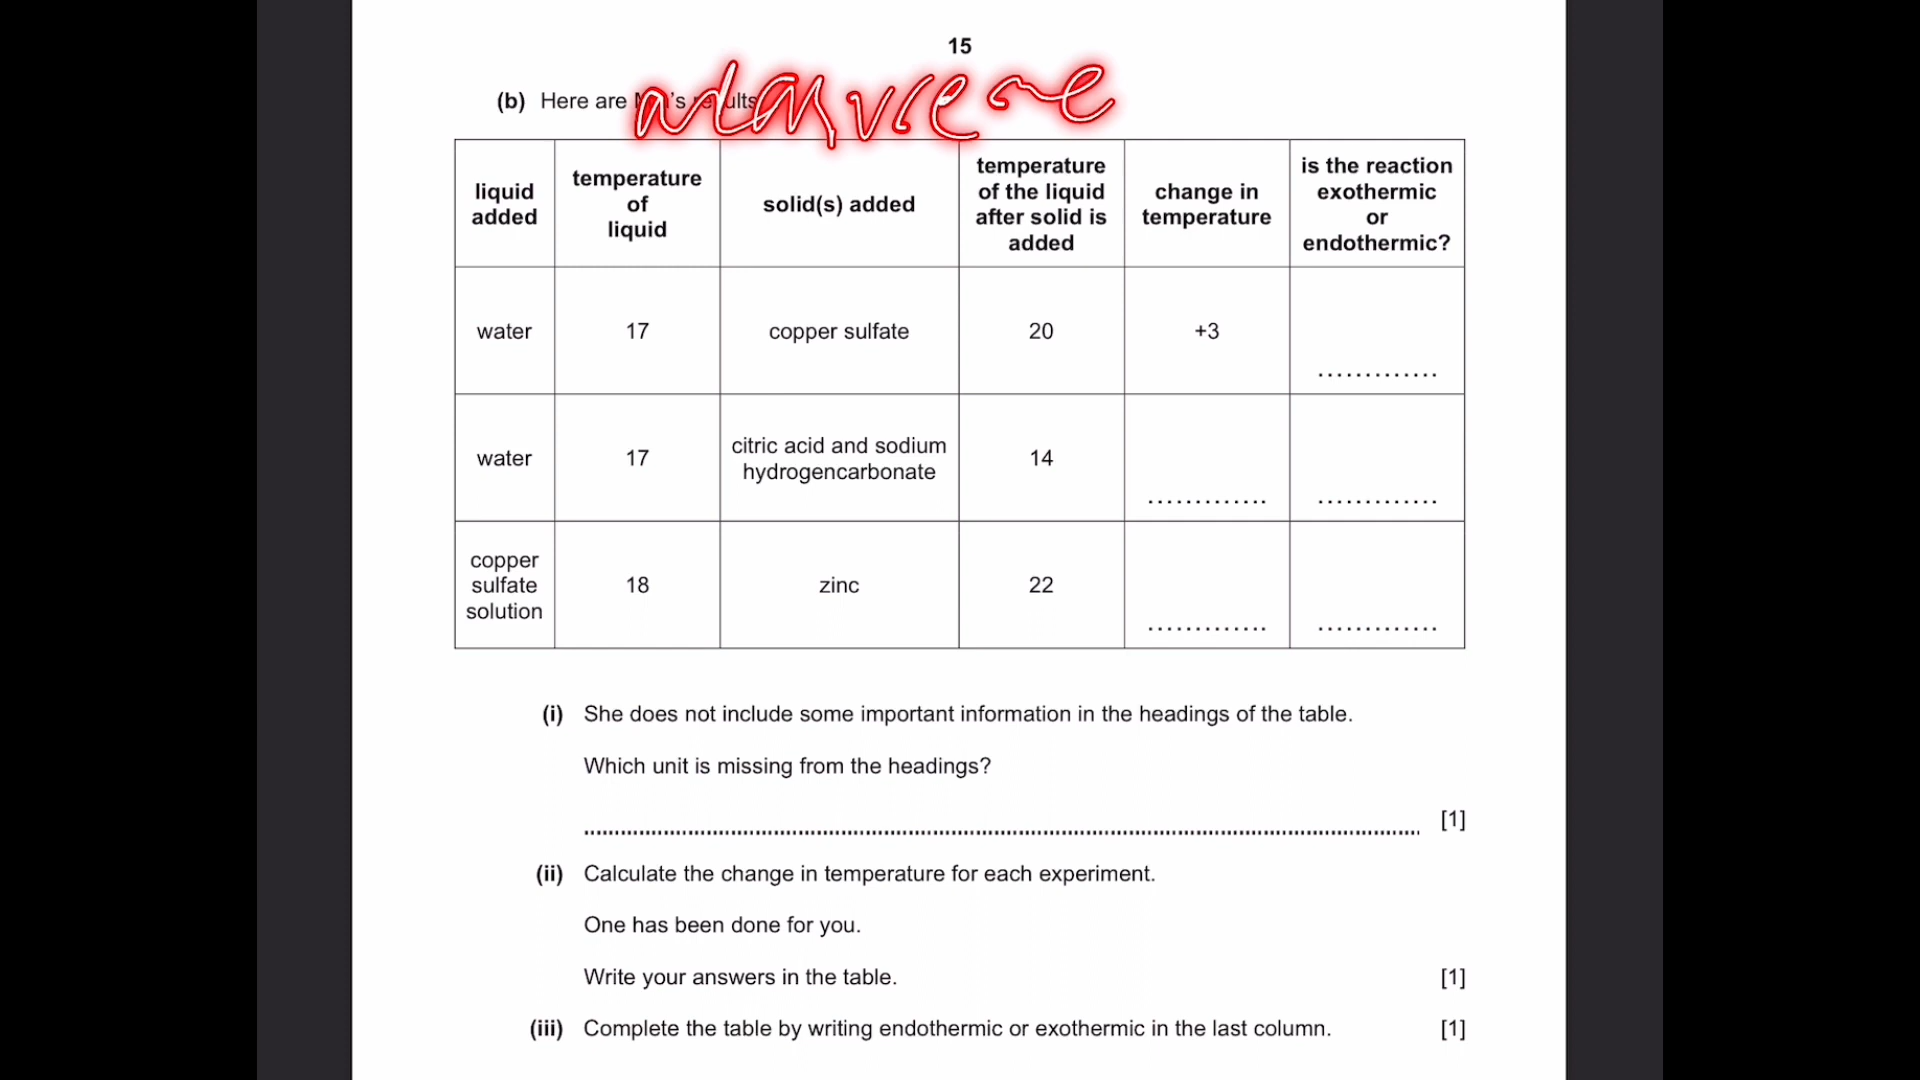 15
(b) Here are results
liquid added
temperature of liquid
solid(s) added
temperature of the liquid after solid is added
change in temperature
is the reaction exothermic or endothermic?
water 17 copper sulfate 20 +3 .............
water 17 citric acid and sodium hydrogencarbonate 14 ............. .............
copper sulfate solution 18 zinc 22 ............. .............
(i) She does not include some important information in the headings of the table.
Which unit is missing from the headings?
[1]
(ii) Calculate the change in temperature for each experiment.
One has been done for you.
Write your answers in the table. [1]
(iii) Complete the table by writing endothermic or exothermic in the last column. [1]